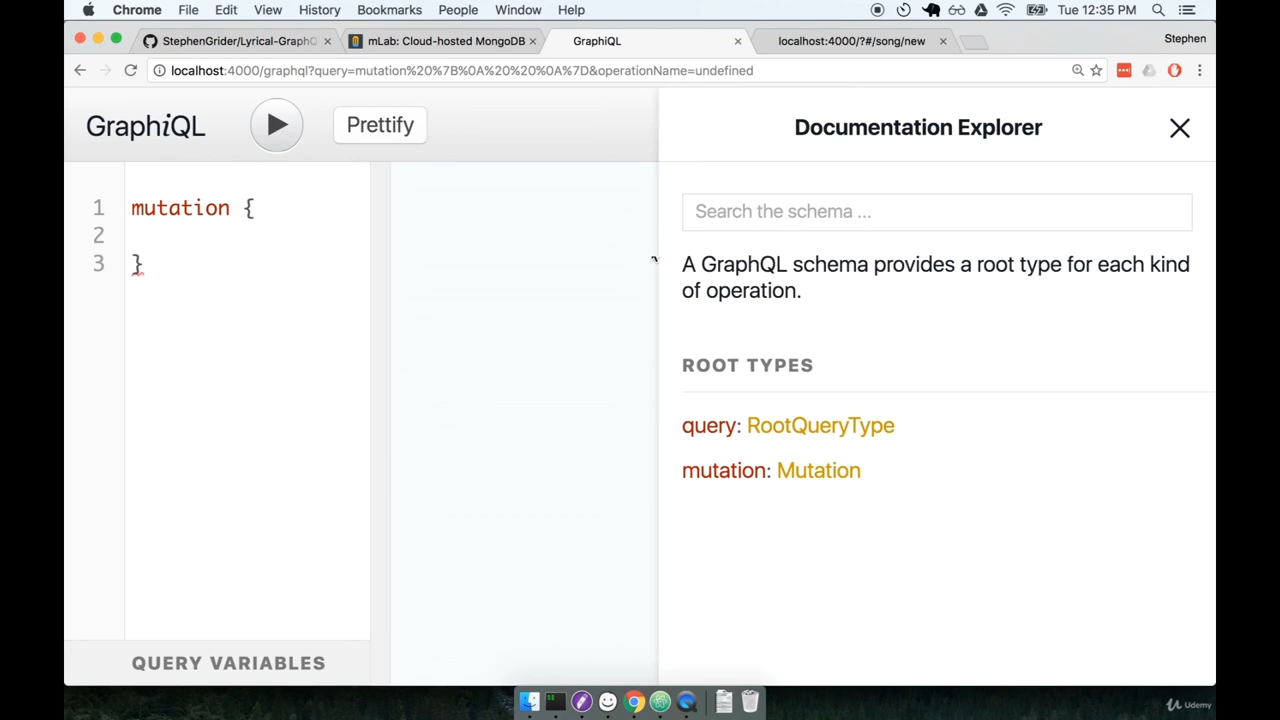 Chrome File Edit View History Bookmarks People Window Help Tue 12:35 PM
StephenGrider/Lyrical-GraphQ mLab: Cloud-hosted MongoDB GraphiQL localhost:4000/?#/song/new Stephen
localhost:4000/graphql?query=mutation%20%7B%0A%20%20%0A%7D&operationName=undefined
GraphiQL Prettify Documentation Explorer
1 mutation {
2
3 }
Search the schema ...
A GraphQL schema provides a root type for each kind
of operation.
ROOT TYPES
query: RootQueryType
mutation: Mutation
QUERY VARIABLES
Udemy